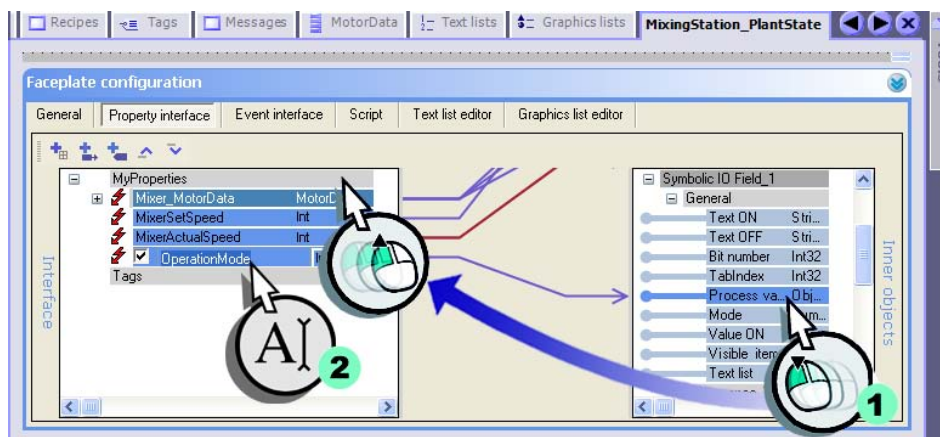 Recipes Tags Messages MotorData Text lists Graphics lists MixingStation_PlantState
Faceplate configuration
General Property interface Event interface Script Text list editor Graphics list editor
Interface
MyProperties
Mixer_MotorData MotorD
MixerSetSpeed Int
MixerActualSpeed Int
OperationMode
Tags
AI
2
Symbolic IO Field_1
General
Text ON Stri...
Text OFF Stri...
Bit number Int32
TabIndex Int32
Process va... Obj...
Mode um...
Value ON
Visible item
Text list
1
Inner objects